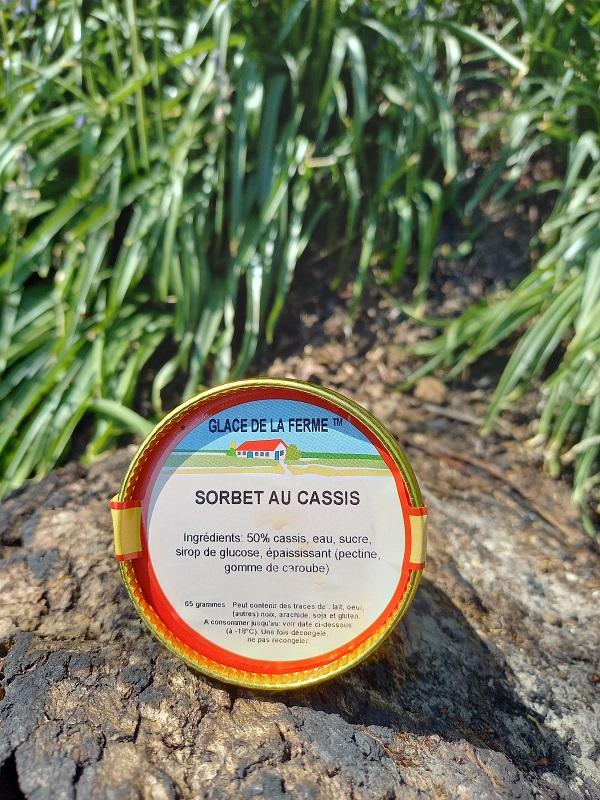 GLACE DE LA FERME ™
SORBET AU CASSIS
Ingrédients: 50% cassis, eau, sucre,
sirop de glucose, épaississant (pectine,
gomme de caroube)
65 grammes Peut contenir des traces de : lait, oeuf,
(autres) noix, arachide, soja et gluten.
A consommer jusqu'au: voir date ci-dessous
(à -18°C). Une fois décongelé,
ne pas recongeler.